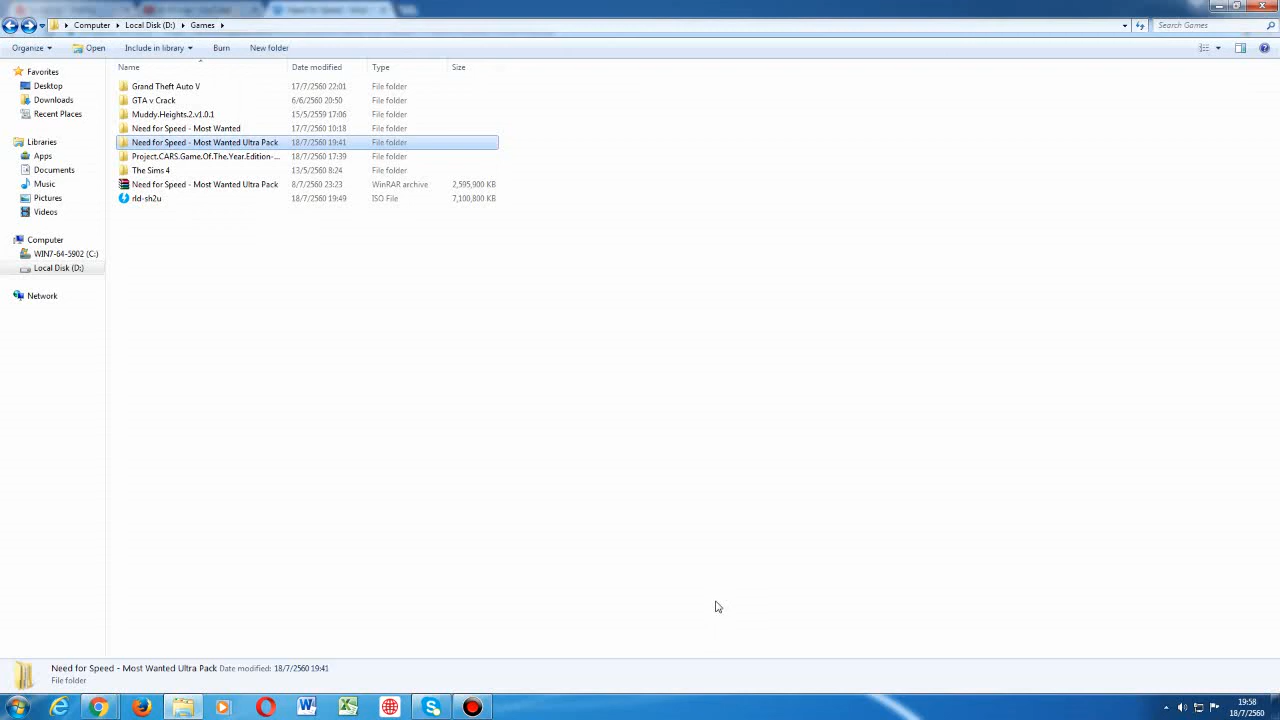 Computer ▸ Local Disk (D:) ▸ Games ▸
Search Games
Organize Open Include in library Burn New folder
Name Date modified Type Size
Favorites
Desktop
Downloads
Recent Places
Libraries
Apps
Documents
Music
Pictures
Videos
Computer
WIN7-64-5902 (C:)
Local Disk (D:)
Network
Grand Theft Auto V 17/7/2560 22:01 File folder
GTA v Crack 6/6/2560 20:50 File folder
Muddy.Heights.2.v1.0.1 15/5/2559 17:06 File folder
Need for Speed - Most Wanted 17/7/2560 10:18 File folder
Need for Speed - Most Wanted Ultra Pack 18/7/2560 19:41 File folder
Project.CARS.Game.Of.The.Year.Edition-... 18/7/2560 17:39 File folder
The Sims 4 13/5/2560 8:24 File folder
Need for Speed - Most Wanted Ultra Pack 8/7/2560 23:23 WinRAR archive 2,595,900 KB
rld-sh2u 18/7/2560 19:49 ISO File 7,100,800 KB
Need for Speed - Most Wanted Ultra Pack Date modified: 18/7/2560 19:41
File folder
19:58
18/7/2560